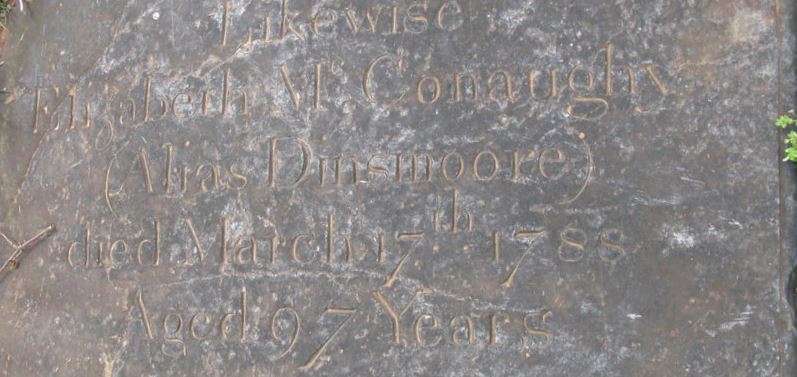 Likewise
Elizabeth Mc. Conaughy
(Alias Dinsmoore)
died March 17th 1788
Aged 97 Years